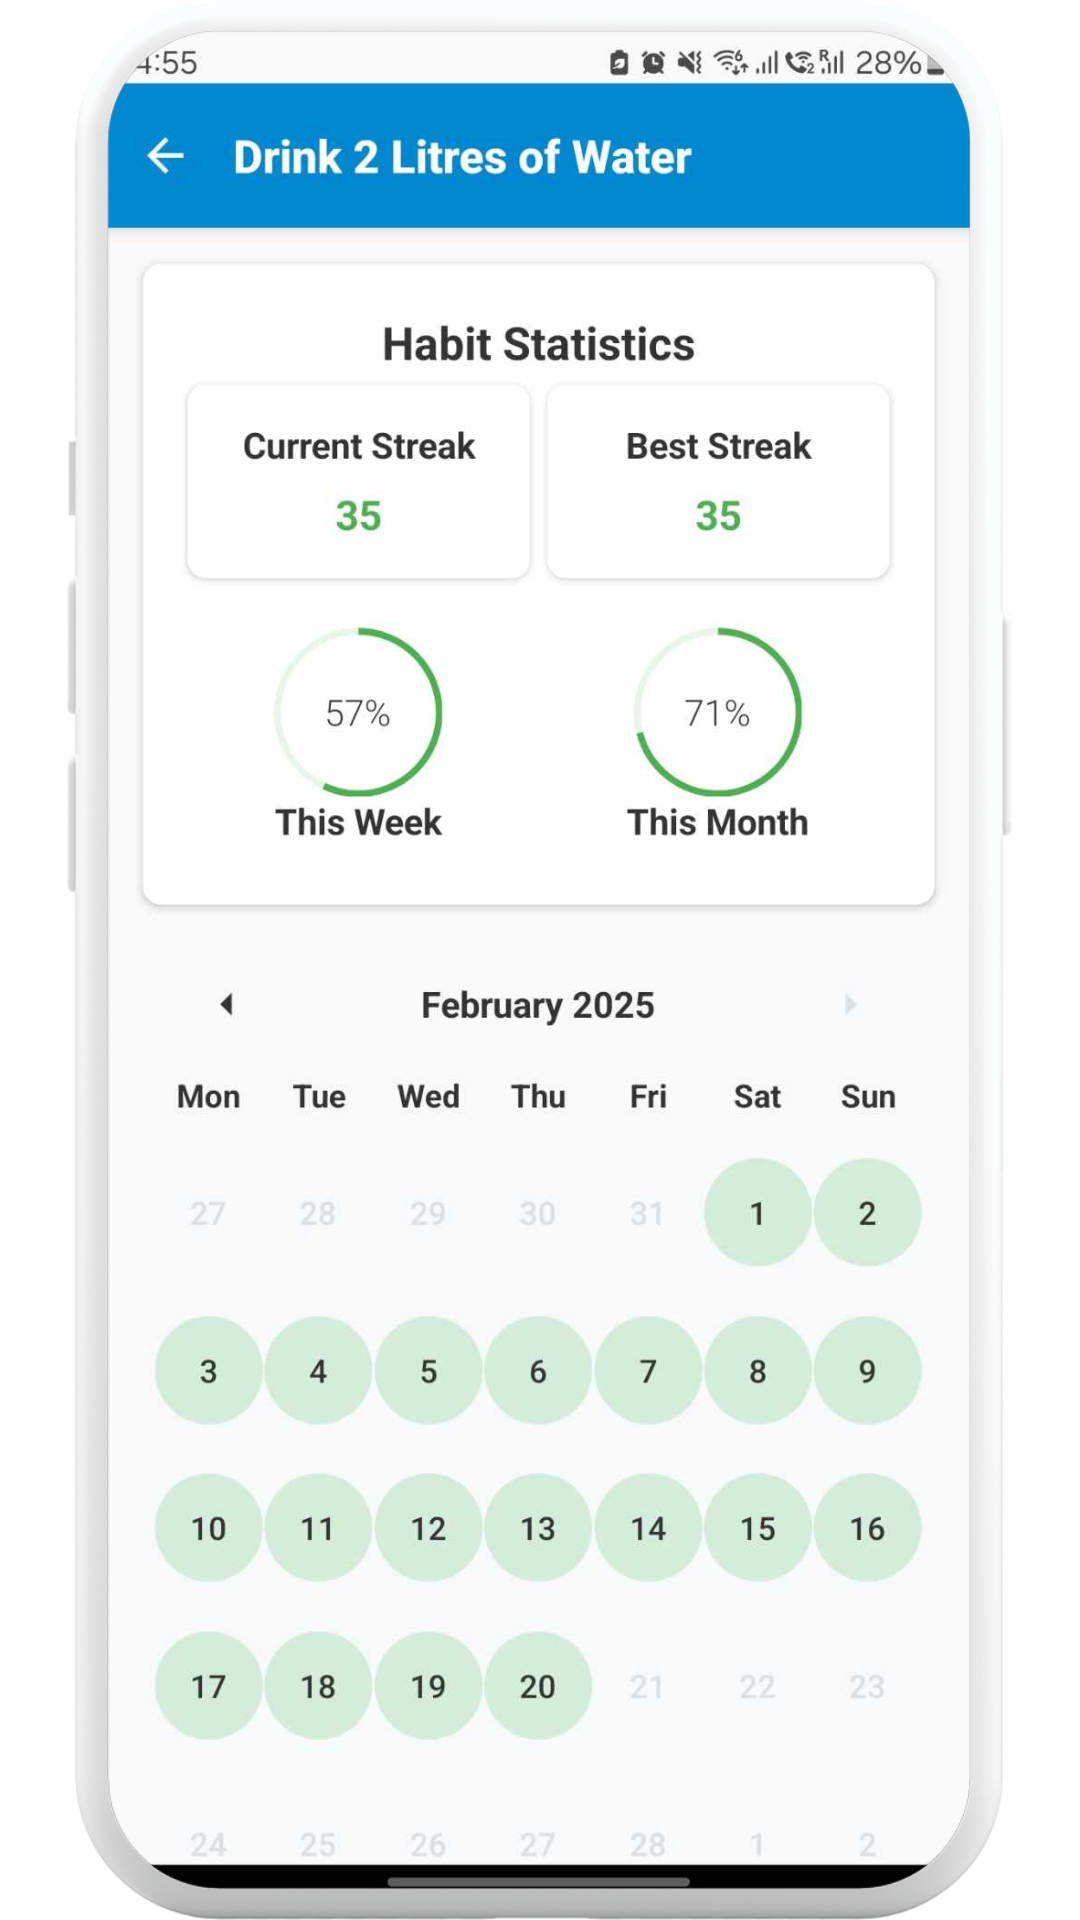 4:55 28%
Drink 2 Litres of Water
Habit Statistics
Current Streak Best Streak
35 35
57% 71%
This Week This Month
February 2025
Mon Tue Wed Thu Fri Sat Sun
27 28 29 30 31 1 2
3 4 5 6 7 8 9
10 11 12 13 14 15 16
17 18 19 20 21 22 23
24 25 26 27 28 1 2